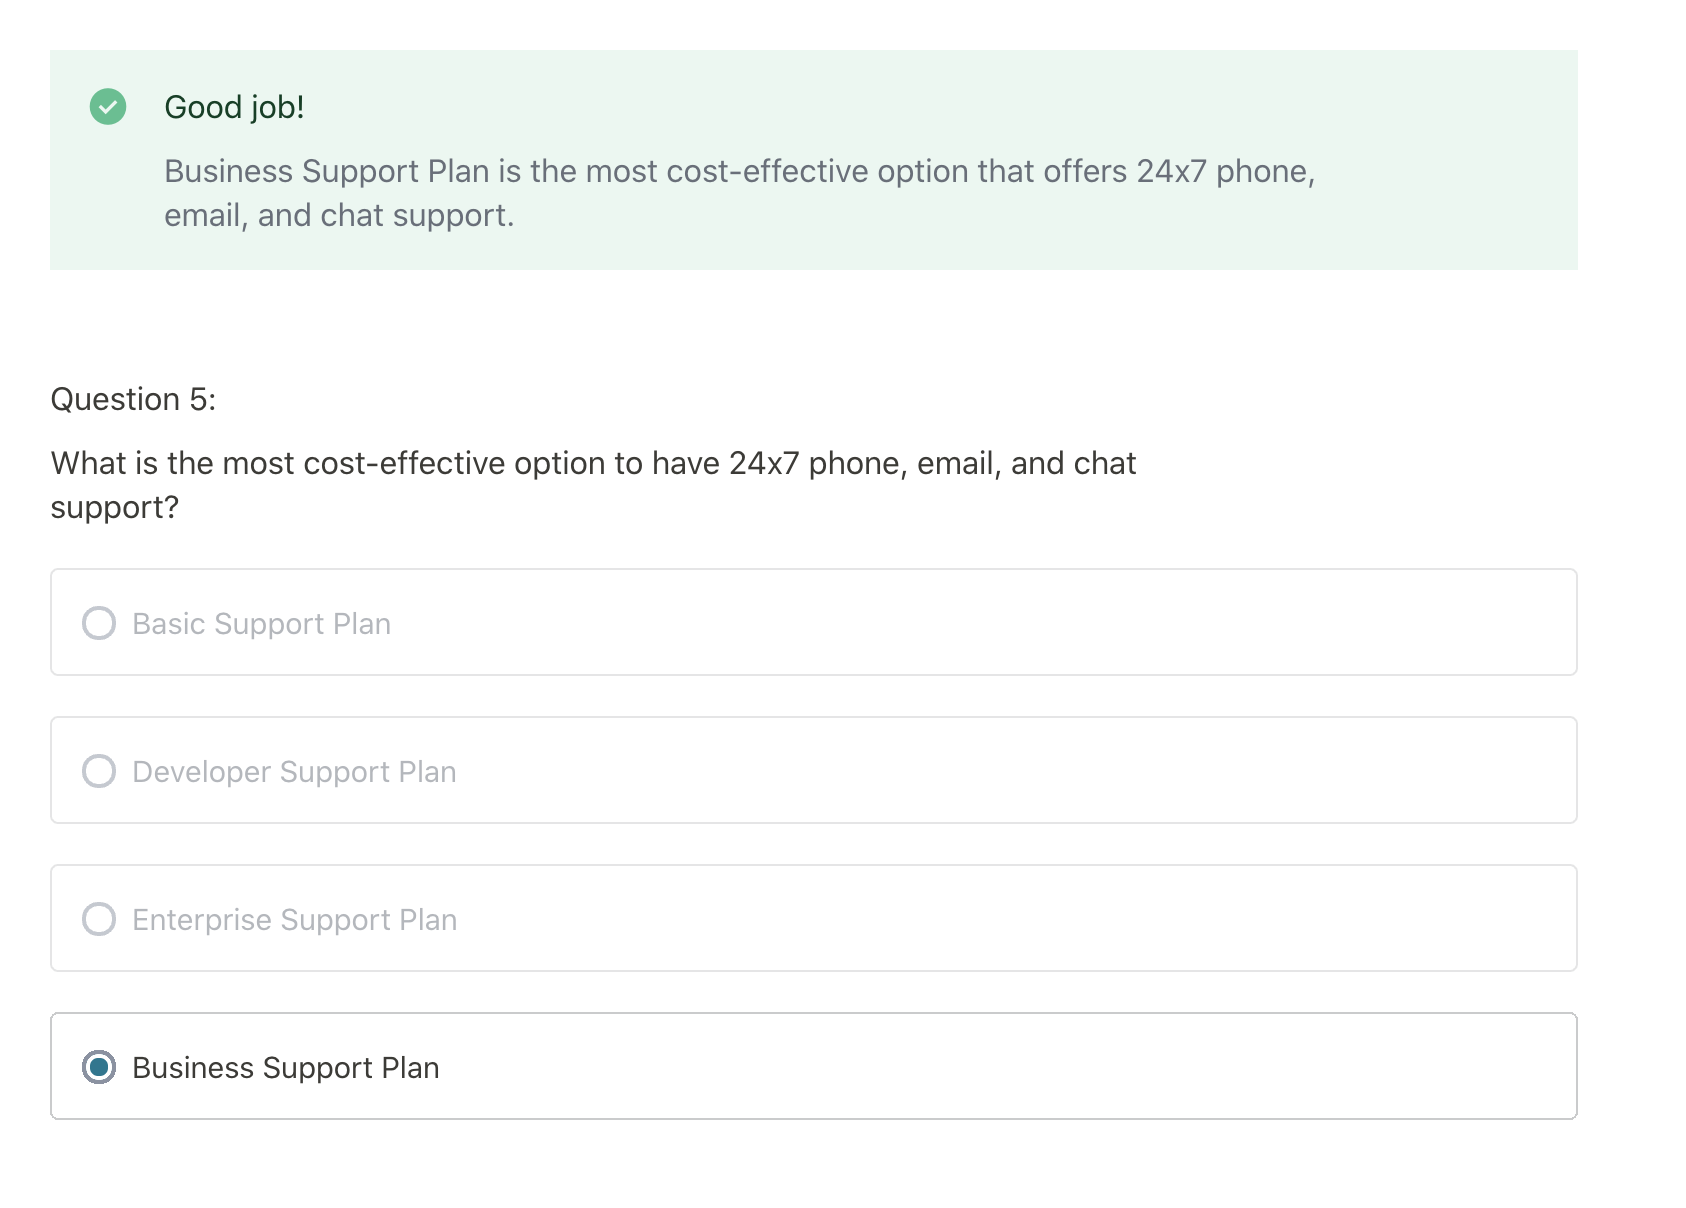 Good job!
Business Support Plan is the most cost-effective option that offers 24x7 phone,
email, and chat support.
Question 5:
What is the most cost-effective option to have 24x7 phone, email, and chat
support?
Basic Support Plan
Developer Support Plan
Enterprise Support Plan
Business Support Plan